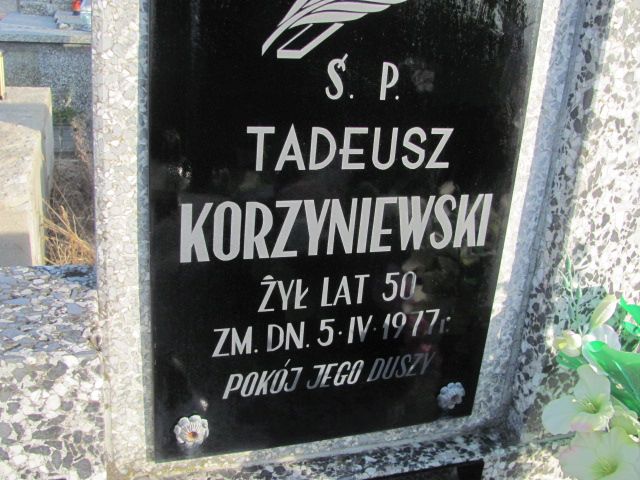 Ś. P.
TADEUSZ
KORZYNIEWSKI
ŻYŁ LAT 50
ZM. DN. 5·IV·1977r.
POKÓJ JEGO DUSZY